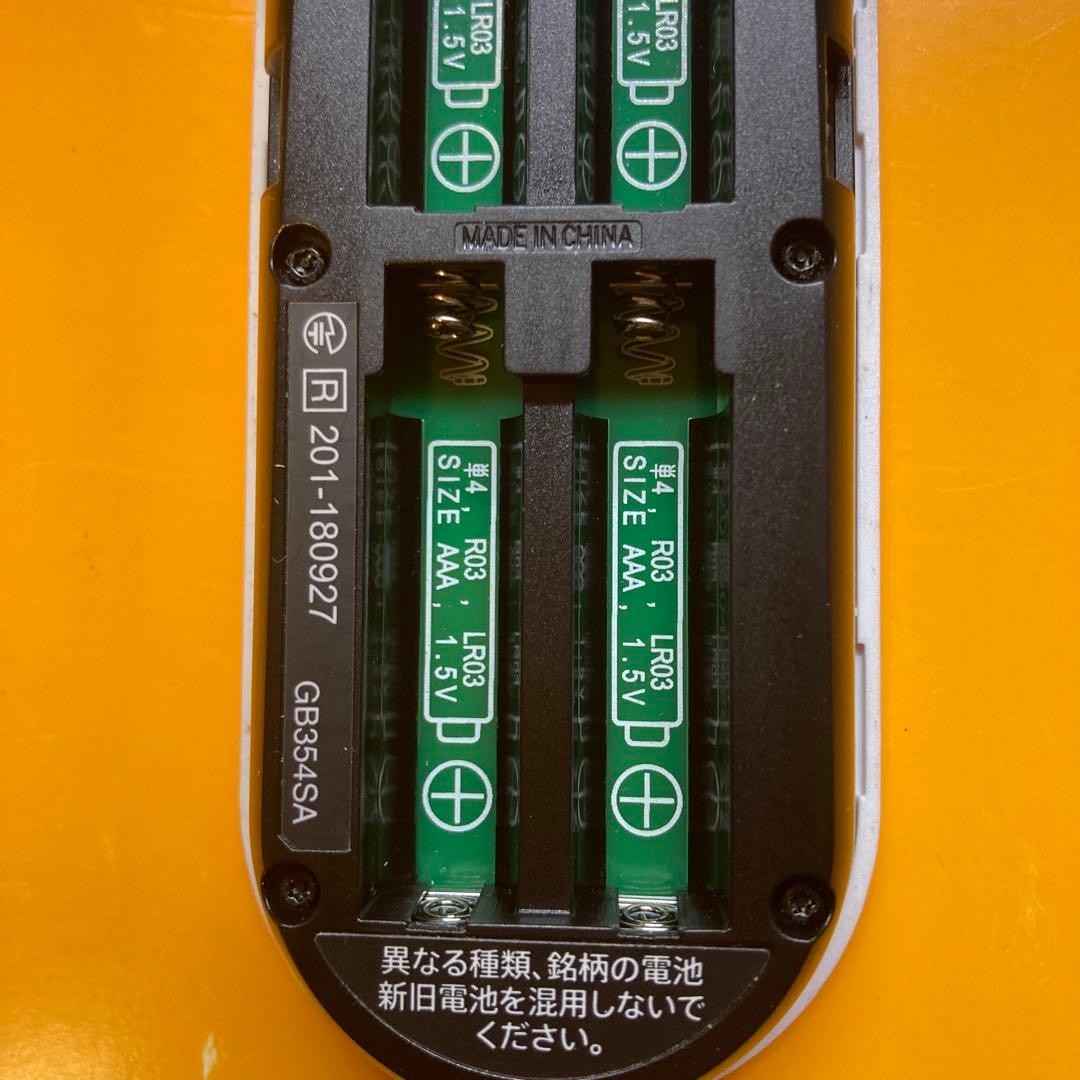 LR03
1.5V
LR03
1.5V
MADE IN CHINA
R 201-180927
GB354SA
単4, R03, LR03
SIZE AAA, 1.5V
単4, R03, LR03
SIZE AAA, 1.5V
異なる種類、銘柄の電池
新旧電池を混用しないで
ください。